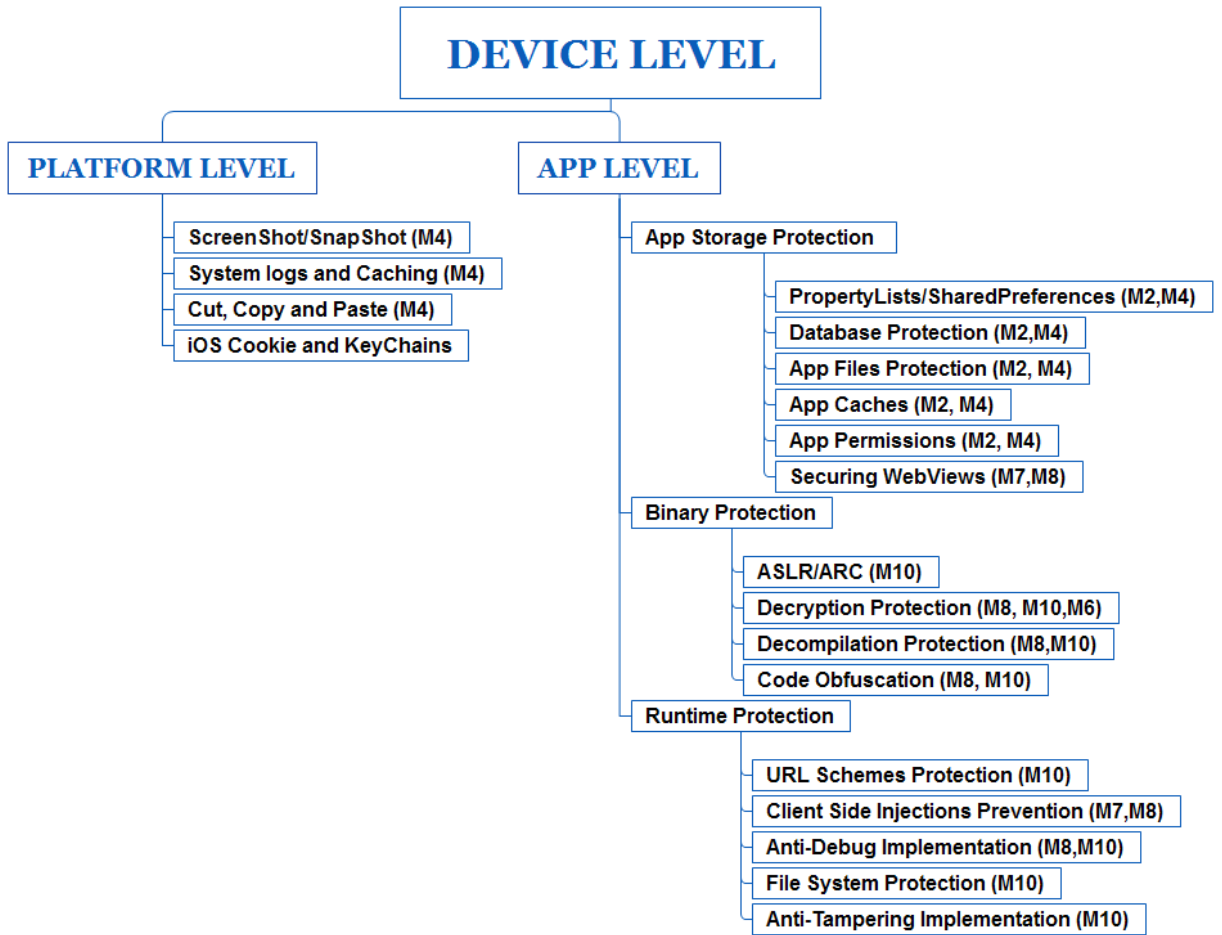 DEVICE LEVEL
PLATFORM LEVEL
ScreenShot/SnapShot (M4)
System logs and Caching (M4)
Cut, Copy and Paste (M4)
iOS Cookie and KeyChains
APP LEVEL
App Storage Protection
PropertyLists/SharedPreferences (M2,M4)
Database Protection (M2,M4)
App Files Protection (M2, M4)
App Caches (M2, M4)
App Permissions (M2, M4)
Securing WebViews (M7,M8)
Binary Protection
ASLR/ARC (M10)
Decryption Protection (M8, M10,M6)
Decompilation Protection (M8,M10)
Code Obfuscation (M8, M10)
Runtime Protection
URL Schemes Protection (M10)
Client Side Injections Prevention (M7,M8)
Anti-Debug Implementation (M8,M10)
File System Protection (M10)
Anti-Tampering Implementation (M10)